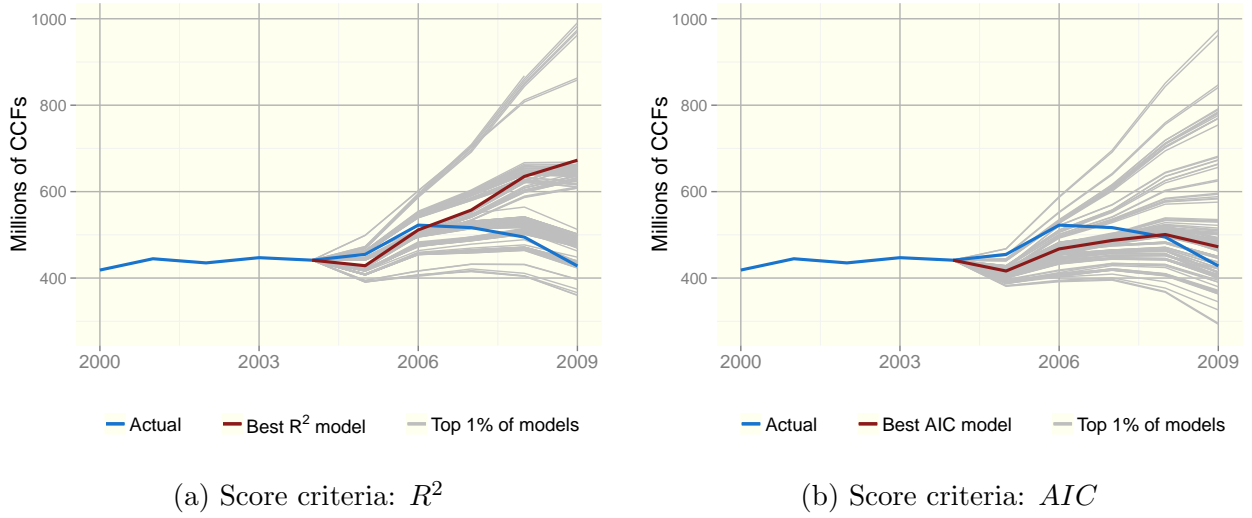 Millions of CCFs
1000
800
600
400
2000 2003 2006 2009
Actual Best R² model Top 1% of models
(a) Score criteria: R²
Millions of CCFs
1000
800
600
400
2000 2003 2006 2009
Actual Best AIC model Top 1% of models
(b) Score criteria: AIC